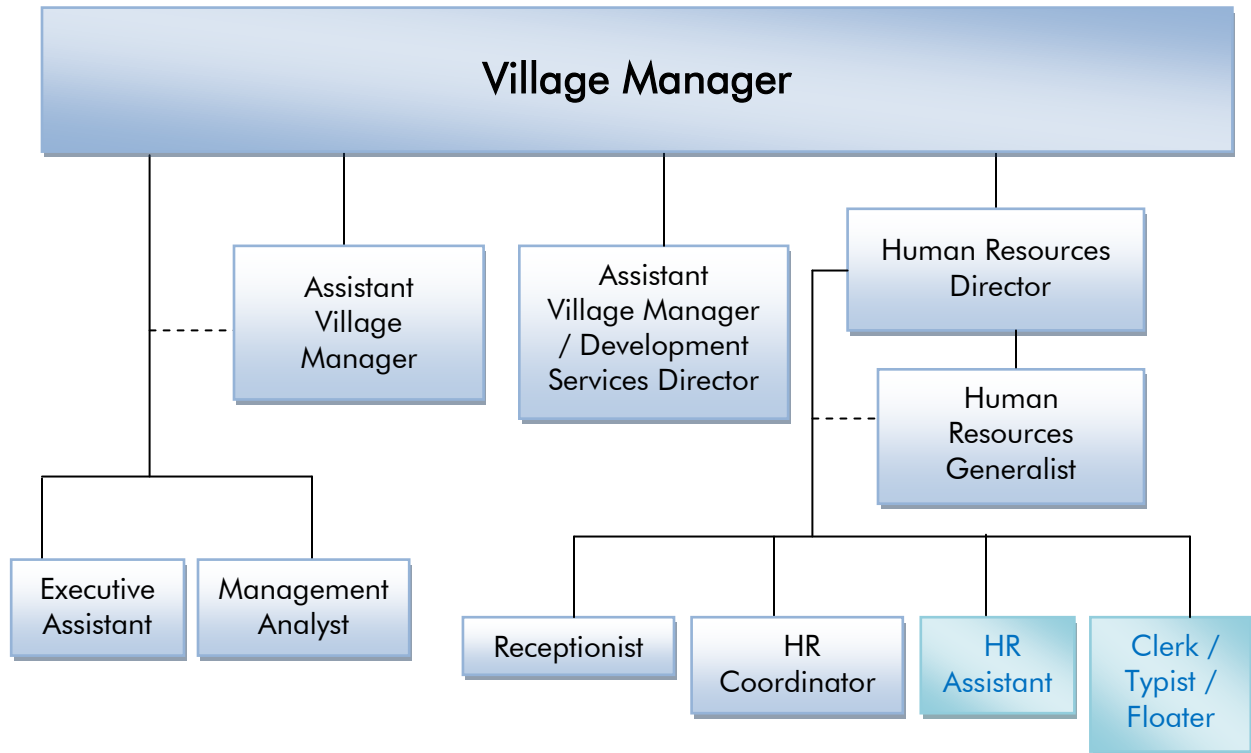 Village Manager
Assistant
Village
Manager
Assistant
Village Manager
/ Development
Services Director
Human Resources
Director
Human
Resources
Generalist
Executive
Assistant
Management
Analyst
Receptionist
HR
Coordinator
HR
Assistant
Clerk /
Typist /
Floater